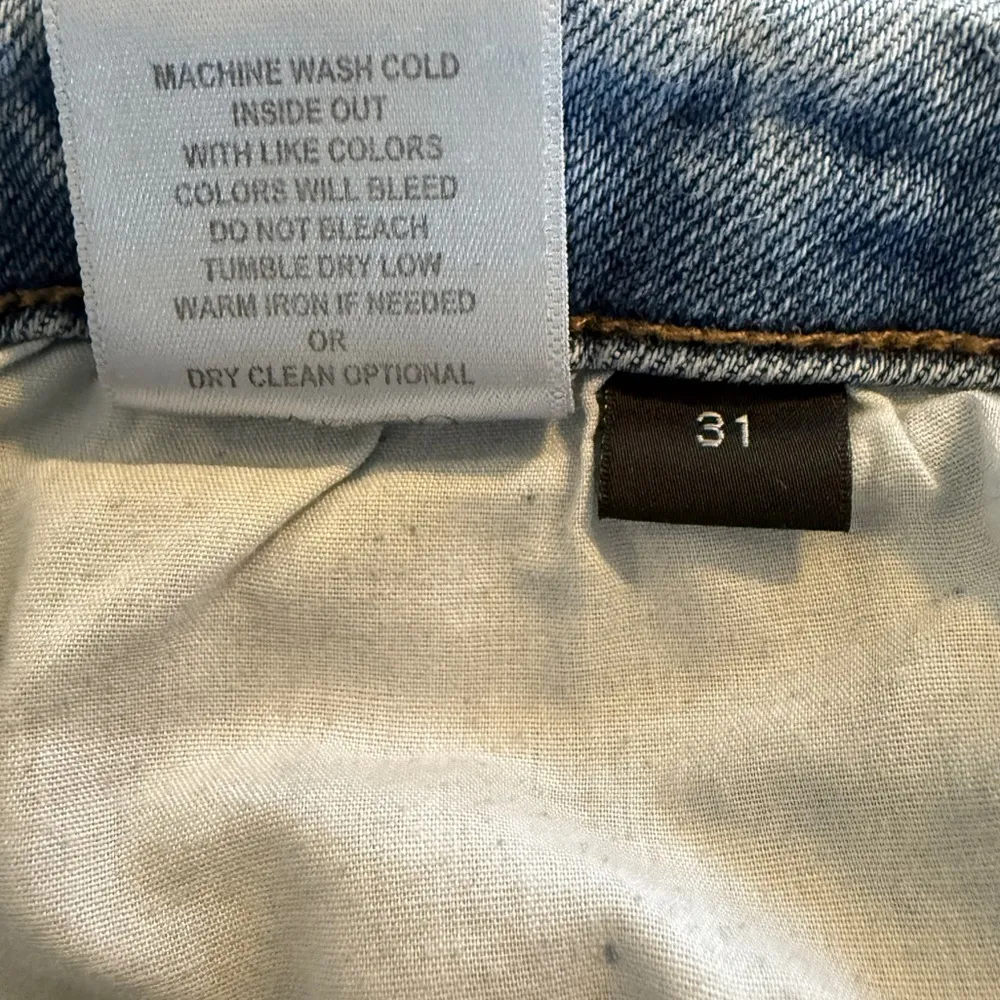 MACHINE WASH COLD
INSIDE OUT
WITH LIKE COLORS
COLORS WILL BLEED
DO NOT BLEACH
TUMBLE DRY LOW
WARM IRON IF NEEDED
OR
DRY CLEAN OPTIONAL
31